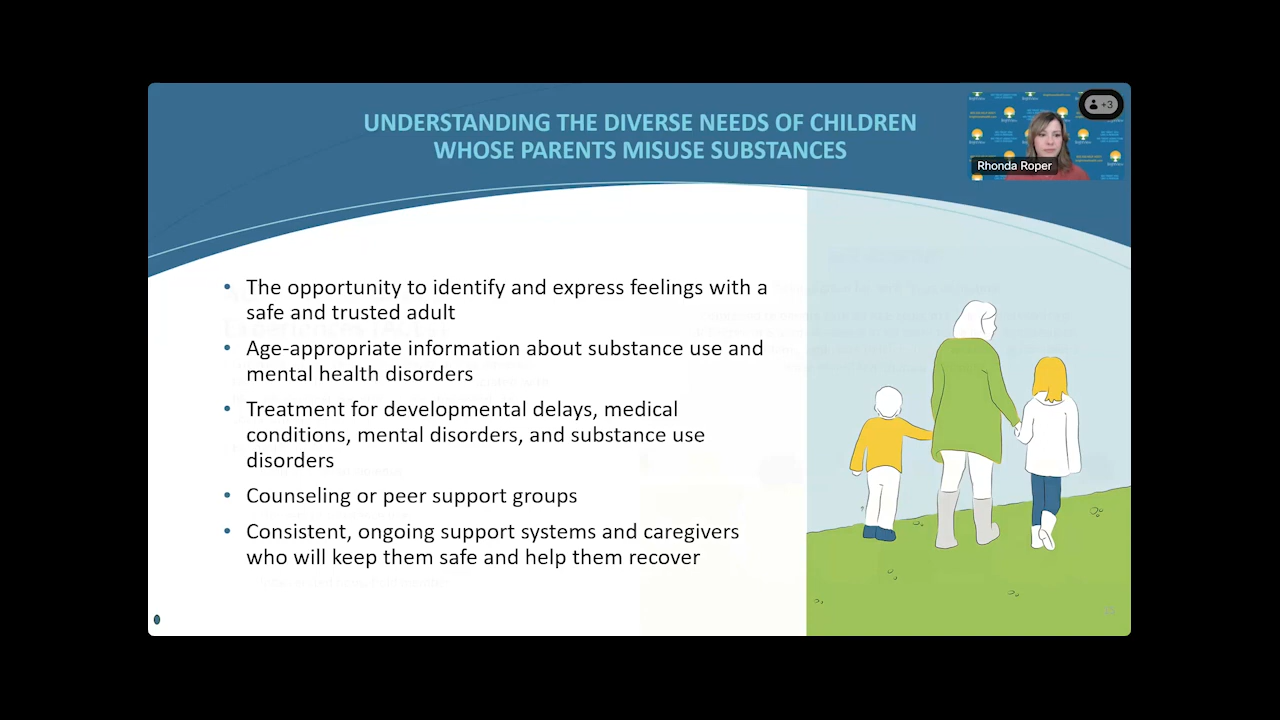 UNDERSTANDING THE DIVERSE NEEDS OF CHILDREN
WHOSE PARENTS MISUSE SUBSTANCES
+3
Rhonda Roper
• The opportunity to identify and express feelings with a
safe and trusted adult
• Age-appropriate information about substance use and
mental health disorders
• Treatment for developmental delays, medical
conditions, mental disorders, and substance use
disorders
• Counseling or peer support groups
• Consistent, ongoing support systems and caregivers
who will keep them safe and help them recover